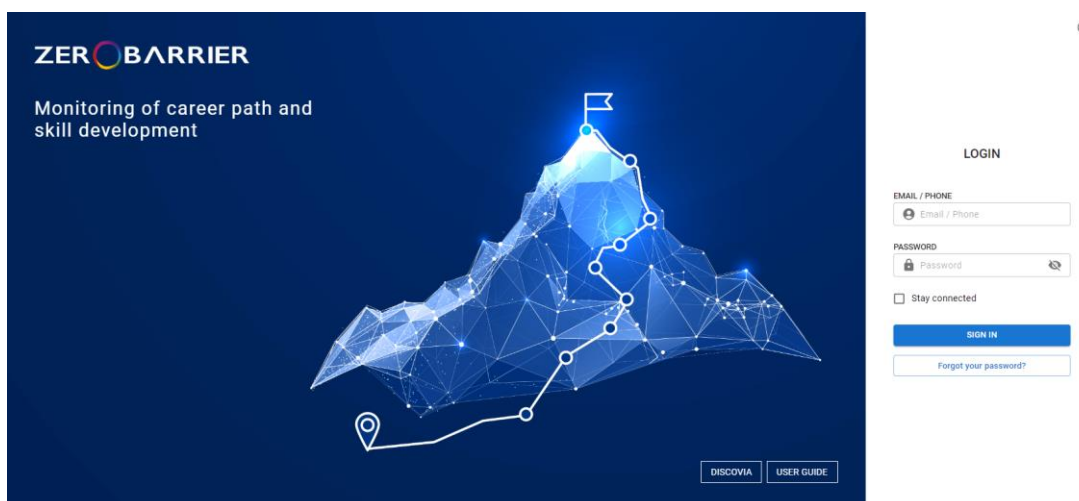 ZEROBARRIER
Monitoring of career path and
skill development
DISCOVIA
USER GUIDE
LOGIN
EMAIL / PHONE
Email / Phone
PASSWORD
Password
Stay connected
SIGN IN
Forgot your password?